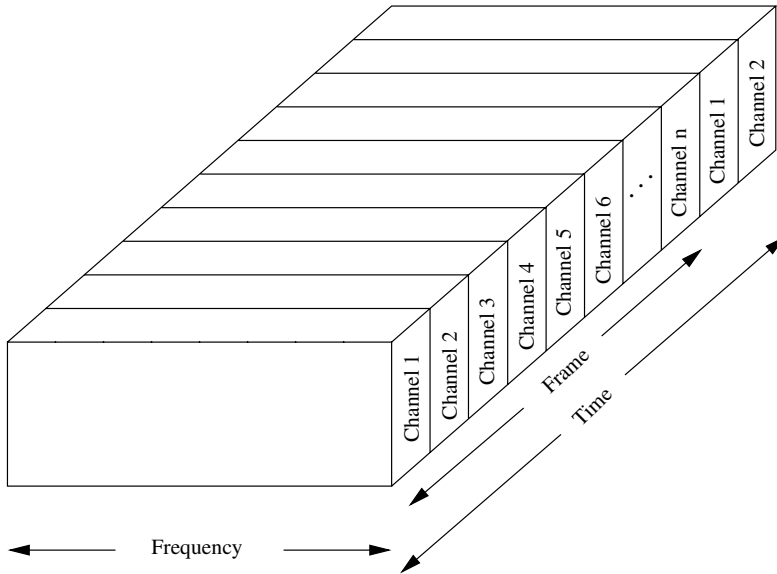 Channel 1
Channel 2
Channel 3
Channel 4
Channel 5
Channel 6
. . .
Channel n
Channel 1
Channel 2
Frame
Time
Frequency